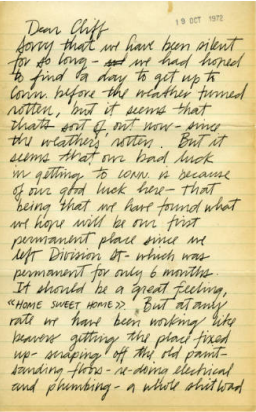 19 OCT 1972
Dear Cliff
Sorry that we have been silent
for so long - we had hoped
to find a day to get up to
Conn. before the weather turned
rotten, but it seems that
thats sort of out now - since
the weathers rotten. But it
seems that our bad luck
in getting to CONN. is because
of our good luck here - that
being that we have found what
we hope will be our first
permanent place since we
left Division St - which was
permanent for only 6 months.
It should be a great feeling,
«HOME SWEET HOME». But at any
rate we have been working like
beavers getting the place fixed
up - scraping off the old paint -
sanding floors - re-doing electrical
and plumbing - a whole shitload